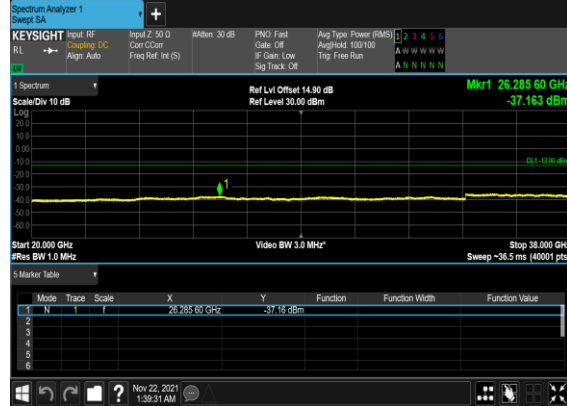 Spectrum Analyzer 1
Swept SA
+
KEYSIGHT
RL
Input: RF
Coupling: DC
Align: Auto
Input Z: 50 Ω
Corr CCorr
Freq Ref: Int (S)
#Atten: 30 dB
PNO: Fast
Gate: Off
IF Gain: Low
Sig Track: Off
Avg Type: Power (RMS)
Avg|Hold: 100/100
Trig: Free Run
1 2 3 4 5 6
A W W W W W
A N N N N N
1 Spectrum
Scale/Div 10 dB
Ref Lvl Offset 14.90 dB
Ref Level 30.00 dBm
Mkr1 26.285 60 GHz
-37.163 dBm
Log
20.0
10.0
0.00
-10.0
-20.0
-30.0
-40.0
-50.0
-60.0
DL1 -13.00 dBm
1
Start 20.000 GHz
#Res BW 1.0 MHz
Video BW 3.0 MHz*
Stop 38.000 GHz
Sweep ~36.5 ms (40001 pts)
5 Marker Table
Mode Trace Scale X Y Function Function Width Function Value
1 N 1 f 26.285 60 GHz -37.16 dBm
2
3
4
5
6
?
Nov 22, 2021
1:39:31 AM